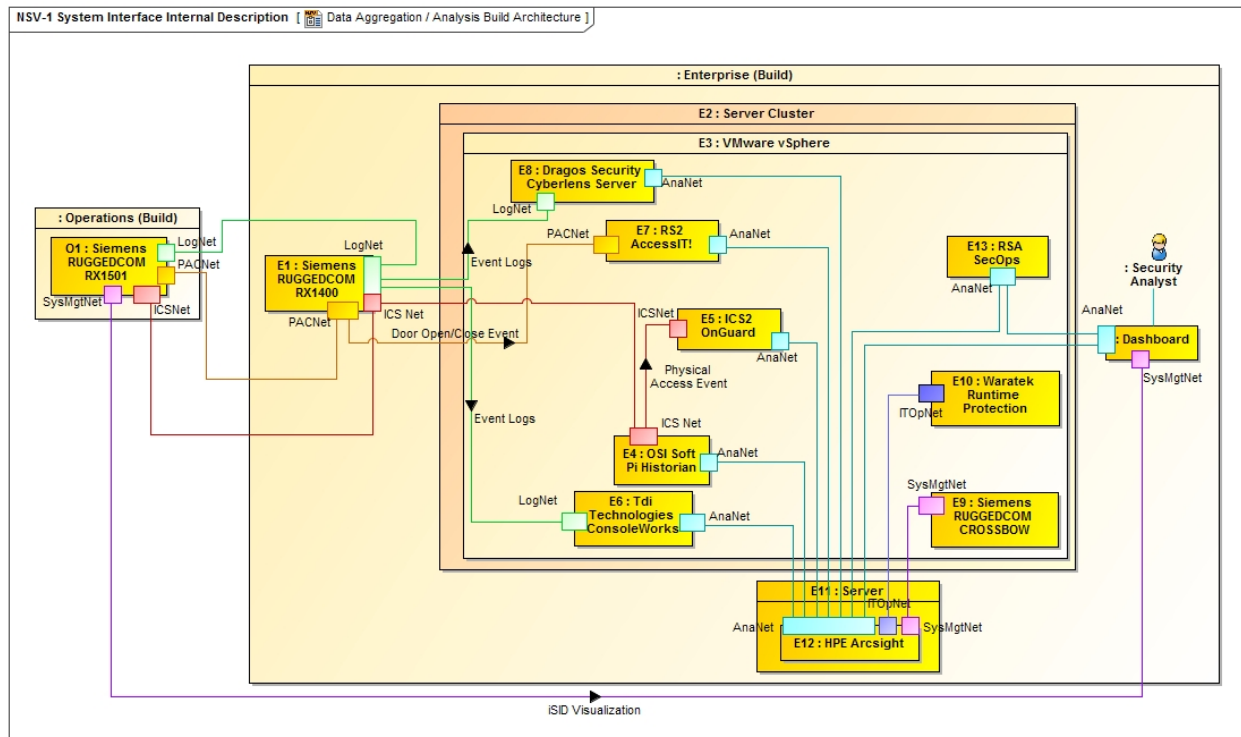 NSV-1 System Interface Internal Description [ Data Aggregation / Analysis Build Architecture ]
: Enterprise (Build)
E2 : Server Cluster
E3 : VMware vSphere
E8 : Dragos Security
Cyberlens Server
AnaNet
LogNet
: Operations (Build)
O1 : Siemens
RUGGEDCOM
RX1501
LogNet
PACNet
SysMgtNet
ICSNet
E1 : Siemens
RUGGEDCOM
RX1400
LogNet
ICS Net
PACNet
Event Logs
Door Open/Close Event
PACNet
E7 : RS2
AccessIT!
AnaNet
E13 : RSA
SecOps
AnaNet
: Security
Analyst
AnaNet
: Dashboard
SysMgtNet
ICSNet
E5 : ICS2
OnGuard
AnaNet
Physical
Access Event
E10 : Waratek
Runtime
Protection
ITOpNet
Event Logs
ICS Net
E4 : OSI Soft
Pi Historian
AnaNet
LogNet
E6 : Tdi
Technologies
ConsoleWorks
AnaNet
SysMgtNet
E9 : Siemens
RUGGEDCOM
CROSSBOW
E11 : Server
ITOpNet
AnaNet
SysMgtNet
E12 : HPE Arcsight
iSID Visualization